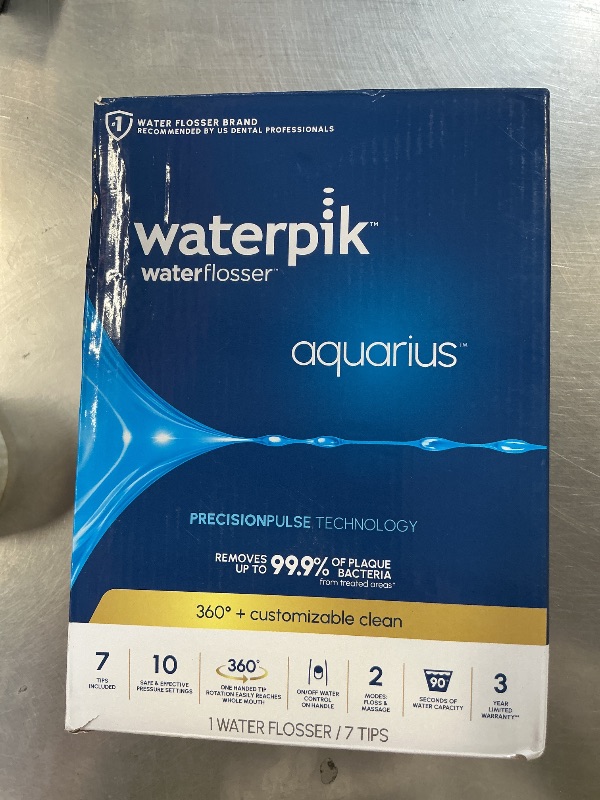 #1 WATER FLOSSER BRAND
RECOMMENDED BY US DENTAL PROFESSIONALS
waterpik™
waterflosser™
aquarius™
PRECISIONPULSE TECHNOLOGY
REMOVES UP TO 99.9% OF PLAQUE BACTERIA
from treated areas*
360° + customizable clean
7
TIPS
INCLUDED
10
SAFE & EFFECTIVE
PRESSURE SETTINGS
360°
ONE HANDED TIP
ROTATION EASILY REACHES
WHOLE MOUTH
ON/OFF WATER
CONTROL
ON HANDLE
2
MODES:
FLOSS &
MASSAGE
90
SECONDS OF
WATER CAPACITY
3
YEAR
LIMITED
WARRANTY**
1 WATER FLOSSER / 7 TIPS